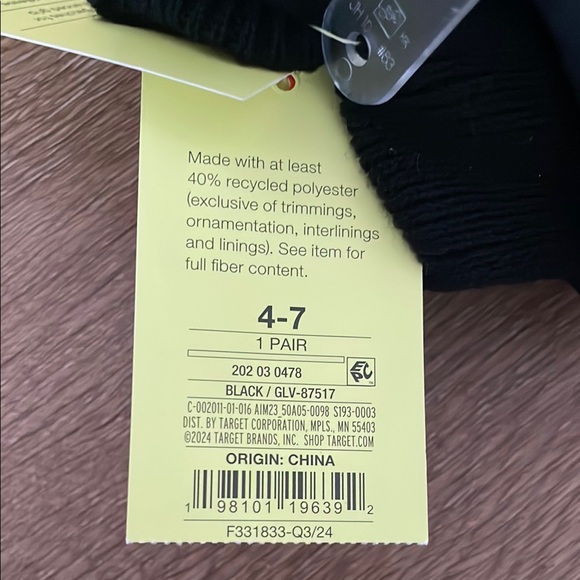 Made with at least
40% recycled polyester
(exclusive of trimmings,
ornamentation, interlinings
and linings). See item for
full fiber content.
4-7
1 PAIR
202 03 0478
BLACK / GLV-87517
C-002011-01-016 AIM23_50A05-0098 S193-0003
DIST. BY TARGET CORPORATION, MPLS., MN 55403
©2024 TARGET BRANDS, INC. SHOP TARGET.COM
ORIGIN: CHINA
1 98101 19639 2
F331833-Q3/24